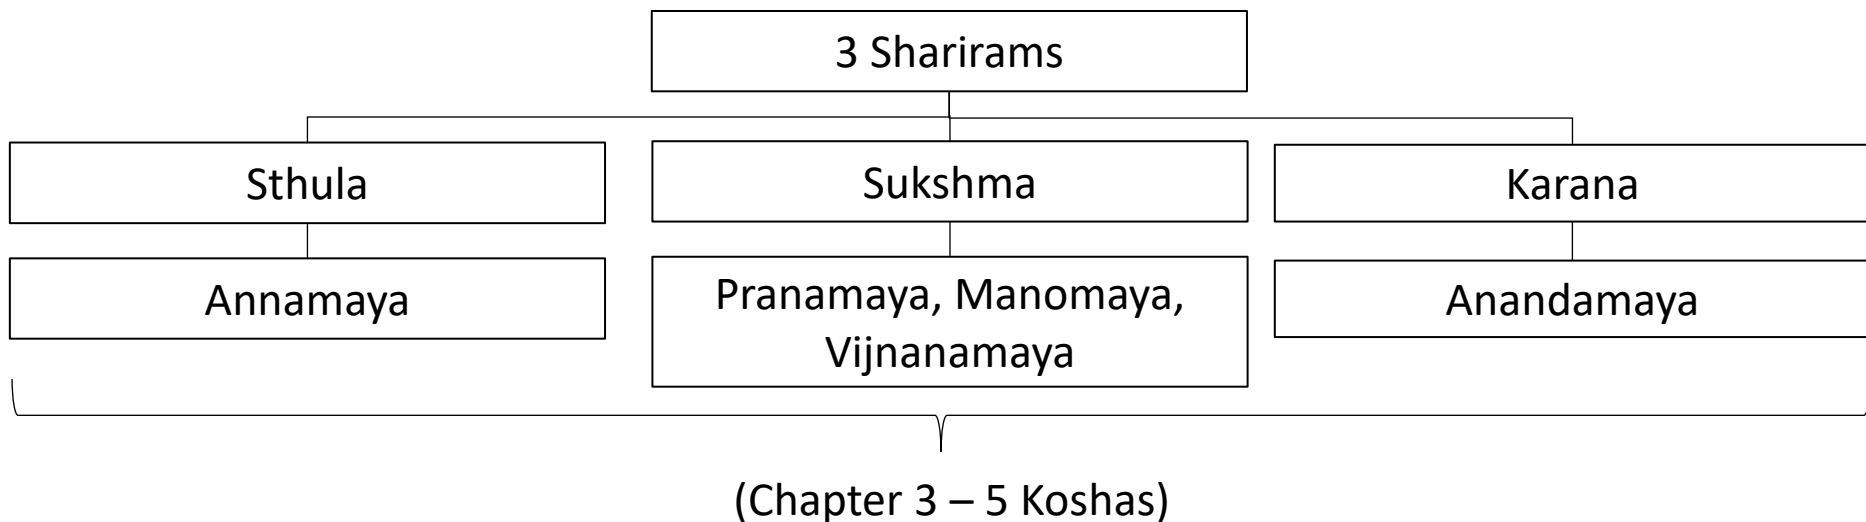 3 Sharirams
Sthula
Sukshma
Karana
Annamaya
Pranamaya, Manomaya,
Vijnanamaya
Anandamaya
(Chapter 3 – 5 Koshas)